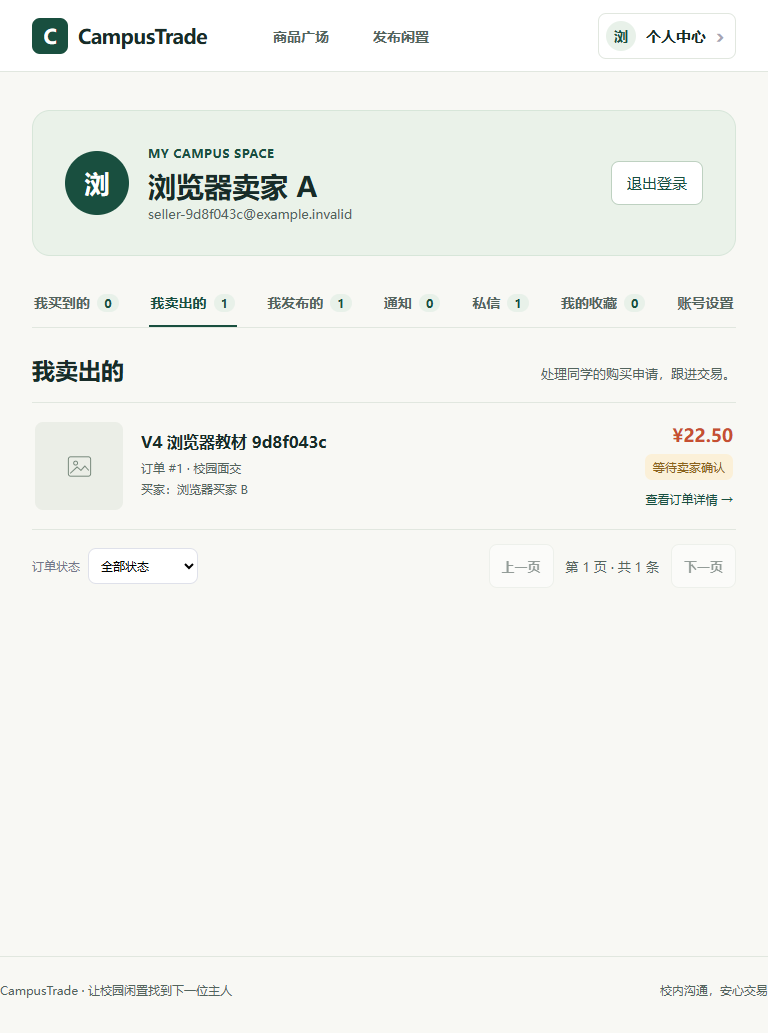 C CampusTrade 商品广场 发布闲置 浏 个人中心 ›
浏
MY CAMPUS SPACE
浏览器卖家 A
seller-9d8f043c@example.invalid
退出登录
我买到的 0 我卖出的 1 我发布的 1 通知 0 私信 1 我的收藏 0 账号设置
我卖出的
处理同学的购买申请，跟进交易。
V4 浏览器教材 9d8f043c
订单 #1 · 校园面交
买家：浏览器买家 B
¥22.50
等待卖家确认
查看订单详情 →
订单状态 全部状态 上一页 第 1 页 · 共 1 条 下一页
CampusTrade · 让校园闲置找到下一位主人 校内沟通，安心交易